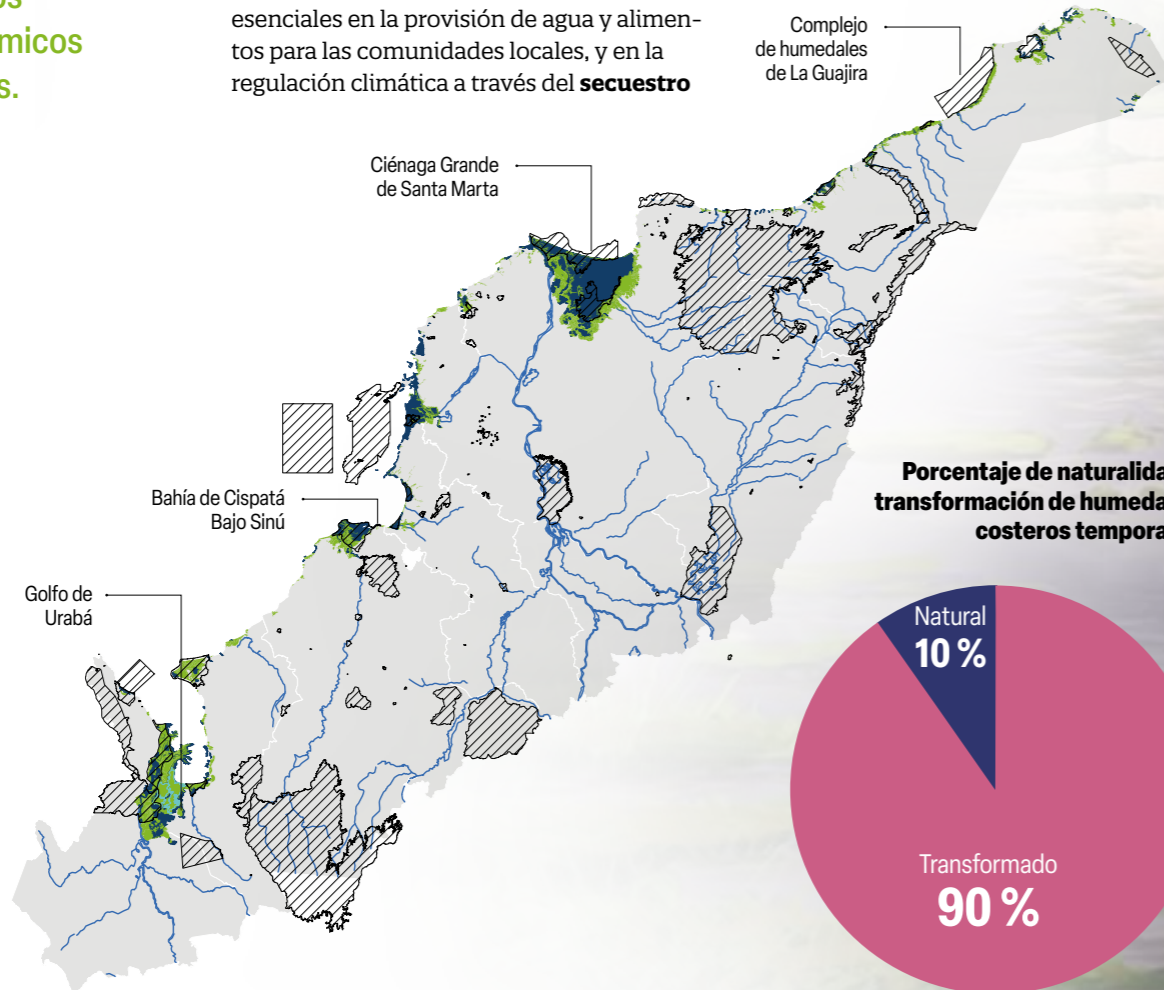 s.
esenciales en la provisión de agua y alimen-
tos para las comunidades locales, y en la
regulación climática a través del secuestro
Complejo
de humedales
de La Guajira
Ciénaga Grande
de Santa Marta
Bahía de Cispatá
Bajo Sinú
Golfo de
Urabá
Porcentaje de naturalida
transformación de humeda
costeros tempora
Natural
10 %
Transformado
90 %